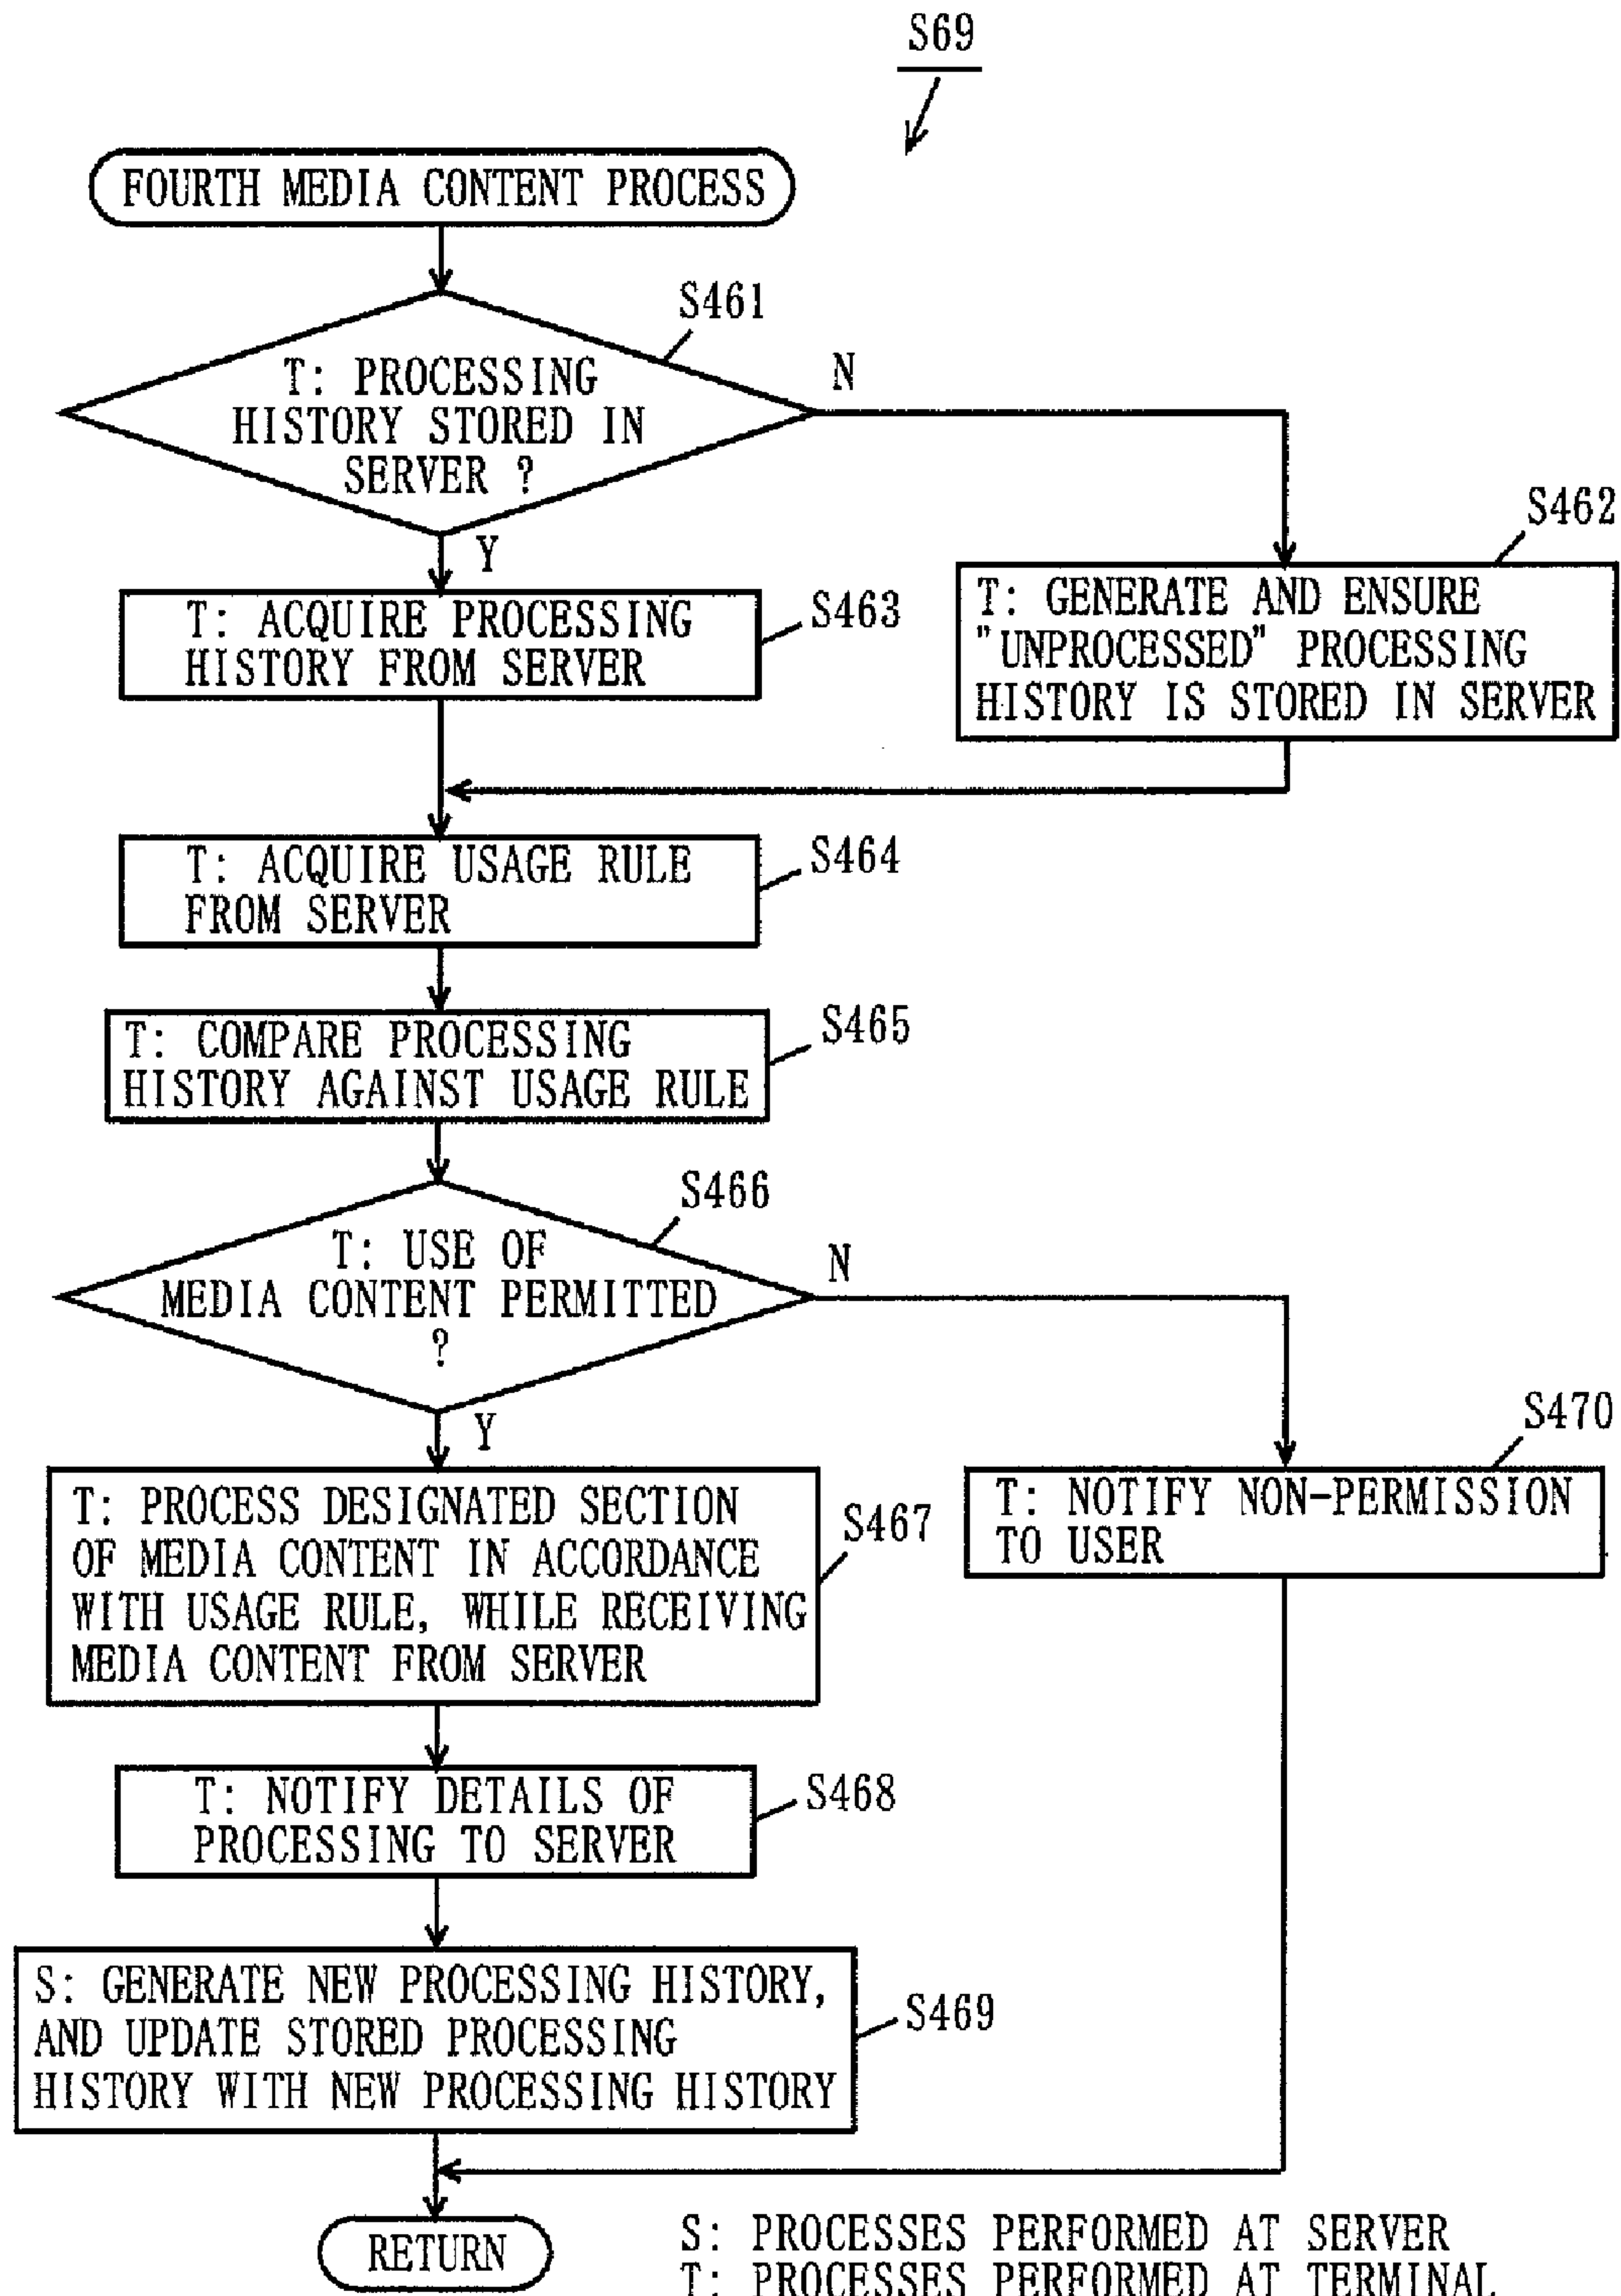 S69
FOURTH MEDIA CONTENT PROCESS
S461
T: PROCESSING
HISTORY STORED IN
SERVER ?
N
Y
S462
T: GENERATE AND ENSURE
"UNPROCESSED" PROCESSING
HISTORY IS STORED IN SERVER
S463
T: ACQUIRE PROCESSING
HISTORY FROM SERVER
S464
T: ACQUIRE USAGE RULE
FROM SERVER
S465
T: COMPARE PROCESSING
HISTORY AGAINST USAGE RULE
S466
T: USE OF
MEDIA CONTENT PERMITTED
?
N
Y
S470
T: NOTIFY NON-PERMISSION
TO USER
S467
T: PROCESS DESIGNATED SECTION
OF MEDIA CONTENT IN ACCORDANCE
WITH USAGE RULE, WHILE RECEIVING
MEDIA CONTENT FROM SERVER
S468
T: NOTIFY DETAILS OF
PROCESSING TO SERVER
S469
S: GENERATE NEW PROCESSING HISTORY,
AND UPDATE STORED PROCESSING
HISTORY WITH NEW PROCESSING HISTORY
RETURN
S: PROCESSES PERFORMED AT SERVER
T: PROCESSES PERFORMED AT TERMINAL